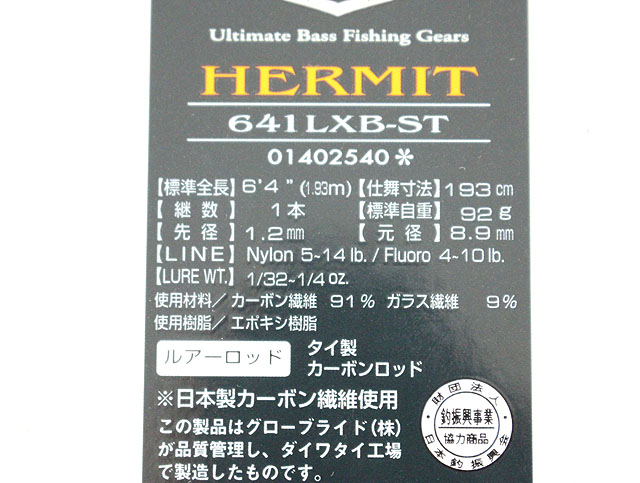 Ultimate Bass Fishing Gears
HERMIT
641LXB-ST
01402540*
【標準全長】6'4" (1.93m)【仕舞寸法】193cm
【継数】1本【標準自重】92g
【先径】1.2mm【元径】8.9mm
【LINE】Nylon 5-14 lb. / Fluoro 4-10 lb.
【LURE WT.】1/32~1/4 oz.
使用材料/カーボン繊維 91% ガラス繊維 9%
使用樹脂/エポキシ樹脂
ルアーロッド
タイ製
カーボンロッド
※日本製カーボン繊維使用
この製品はグローブライド(株)
が品質管理し、ダイワタイ工場
で製造したものです。
財団法人
釣振興事業
協力商品
日本釣振興会